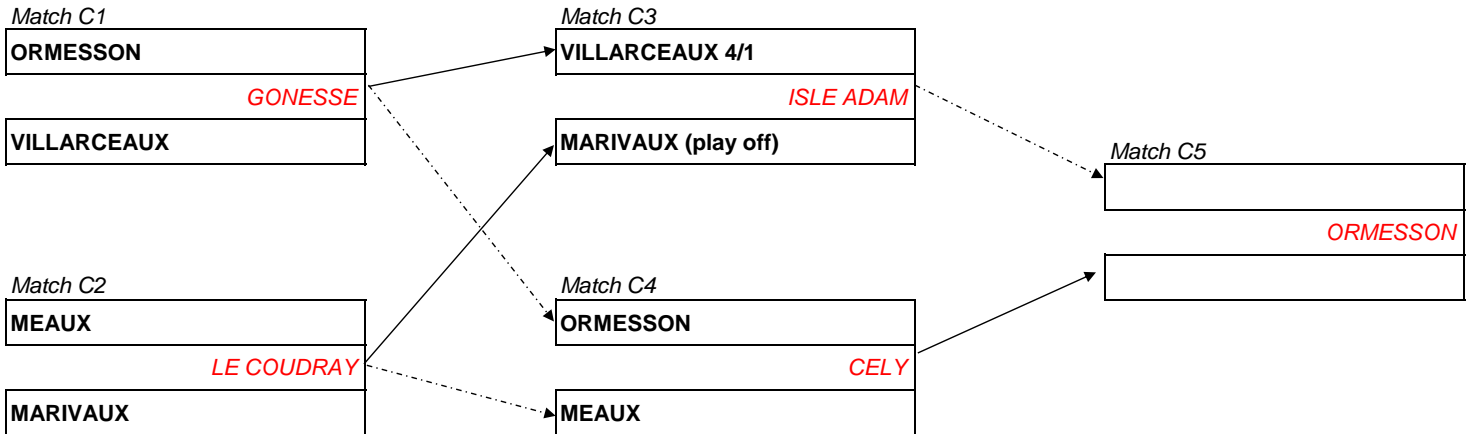 Match C1
ORMESSON
GONESSE
VILLARCEAUX
Match C2
MEAUX
LE COUDRAY
MARIVAUX
Match C3
VILLARCEAUX 4/1
ISLE ADAM
MARIVAUX (play off)
Match C4
ORMESSON
CELY
MEAUX
Match C5
ORMESSON